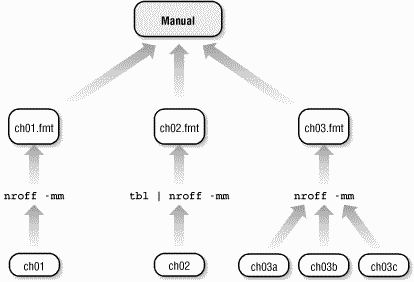 Manual
ch01.fmt ch02.fmt ch03.fmt
nroff -mm tbl | nroff -mm nroff -mm
ch01 ch02 ch03a ch03b ch03c